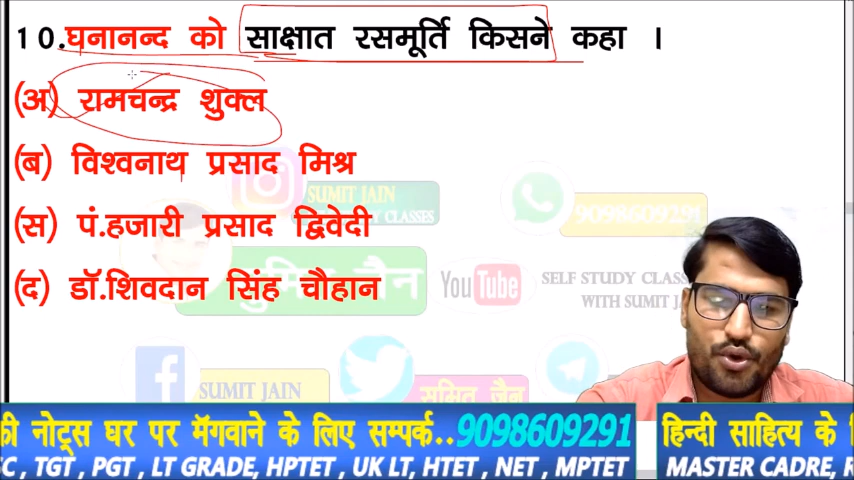 10.घनानन्द को साक्षात रसमूर्ति किसने कहा ।
(अ) रामचन्द्र शुक्ल
(ब) विश्वनाथ प्रसाद मिश्र
SUMIT JAIN
CLASSES
9098609291
(स) पं.हजारी प्रसाद द्विवेदी
(द) डॉ.शिवदान सिंह चौहान
जैन
YouTube
SELF STUDY CLASS
WITH SUMIT J
SUMIT JAIN
सुमित जैन
की नोट्स घर पर मॅगवाने के लिए सम्पर्क..9098609291
हिन्दी साहित्य के
C , TGT , PGT , LT GRADE, HPTET , UK LT, HTET , NET , MPTET
MASTER CADRE, R